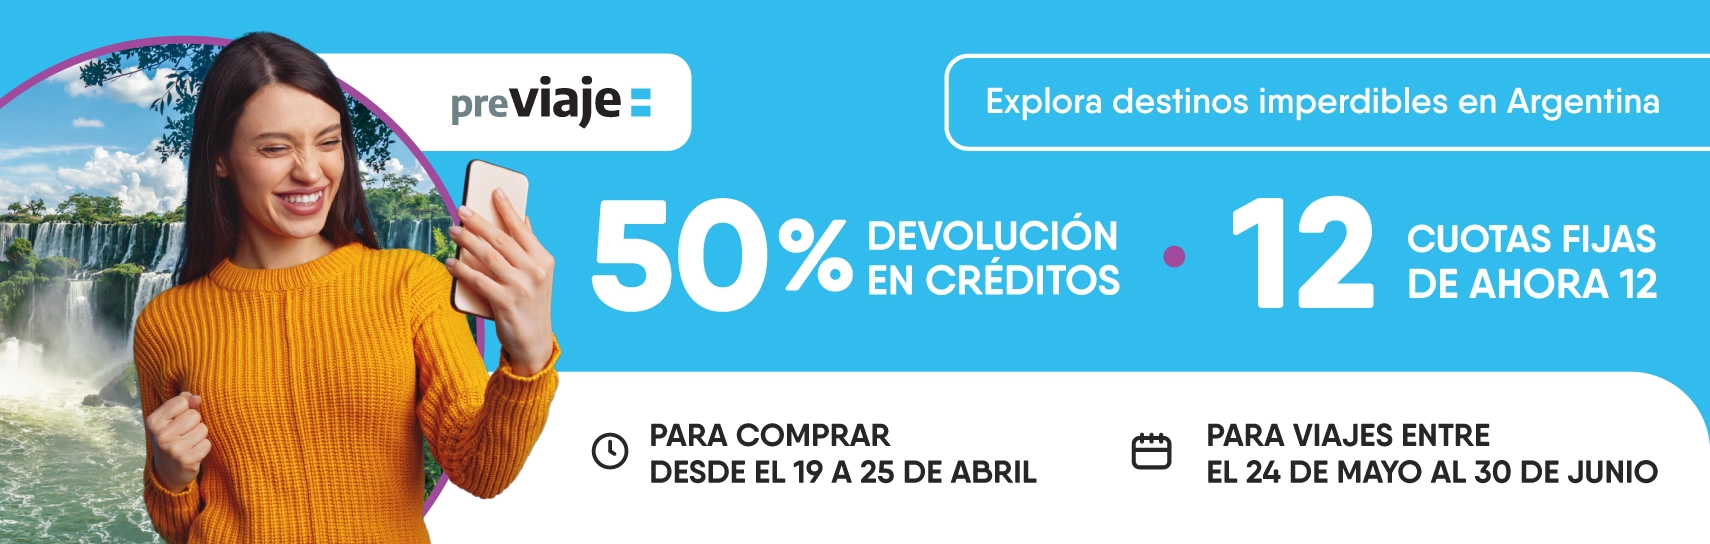 previaje
Explora destinos imperdibles en Argentina
50% DEVOLUCIÓN
EN CRÉDITOS
12 CUOTAS FIJAS
DE AHORA 12
PARA COMPRAR
DESDE EL 19 A 25 DE ABRIL
PARA VIAJES ENTRE
EL 24 DE MAYO AL 30 DE JUNIO